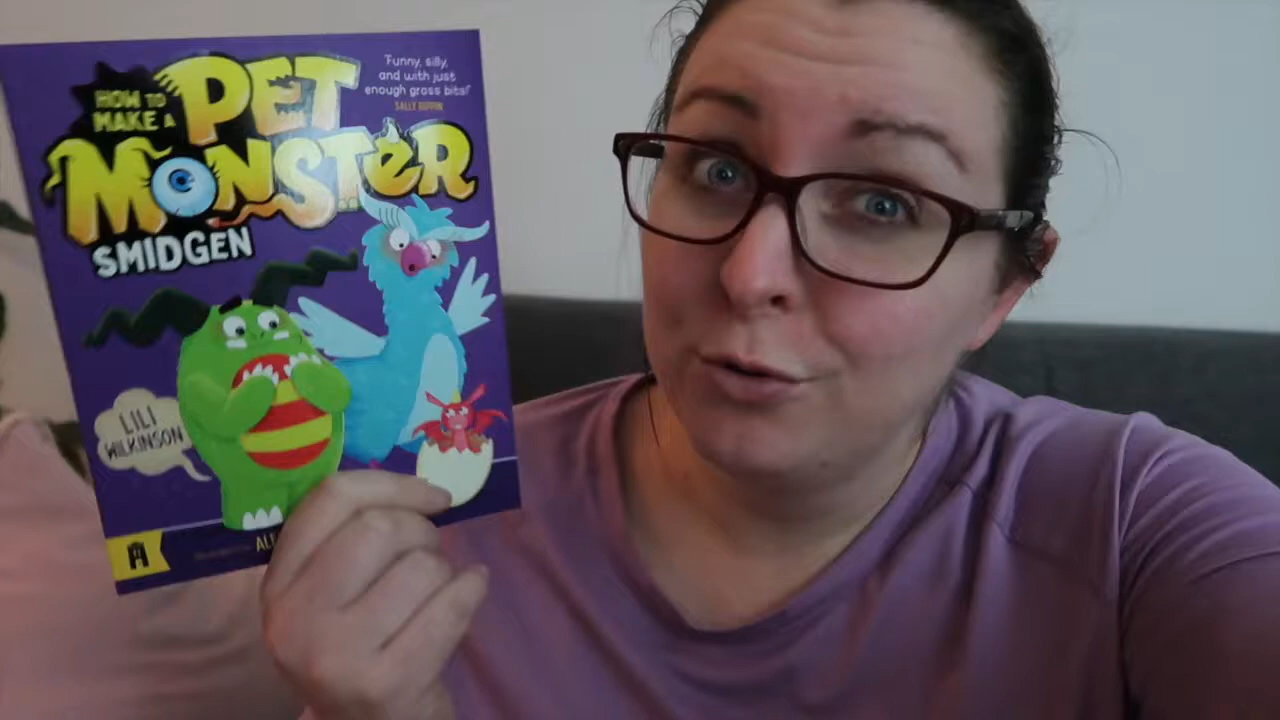 HOW TO
MAKE A
PET
MONSTER
SMIDGEN
"Funny, silly,
and with just
enough gross bits!"
SALLY RIPPIN
LILI
WILKINSON